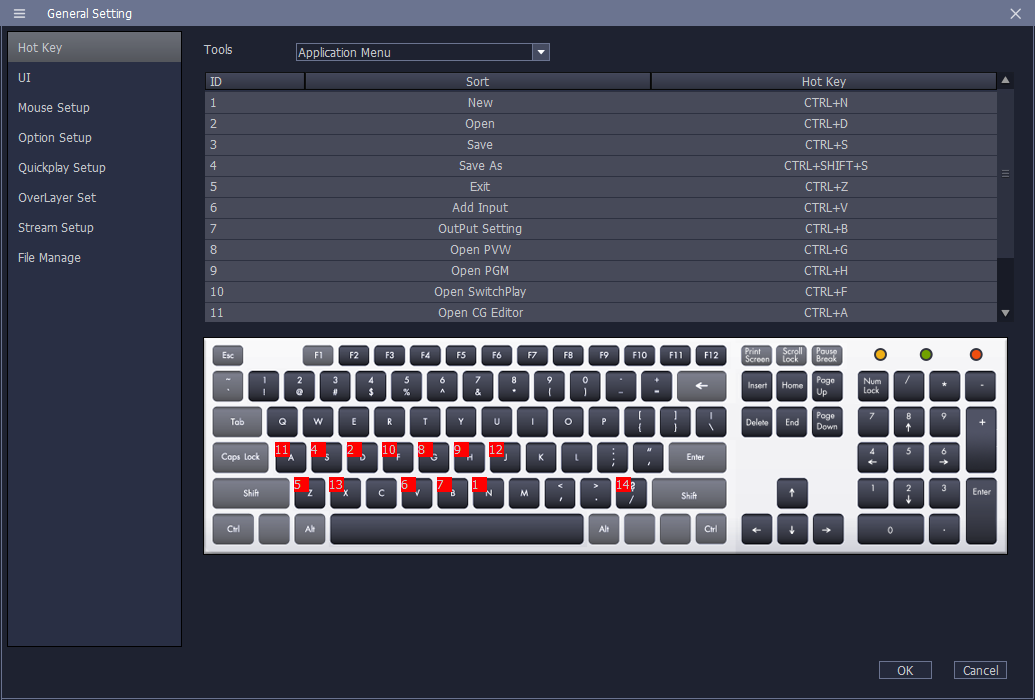 General Setting
Hot Key
UI
Mouse Setup
Option Setup
Quickplay Setup
OverLayer Set
Stream Setup
File Manage
Tools Application Menu
ID Sort Hot Key
1 New CTRL+N
2 Open CTRL+D
3 Save CTRL+S
4 Save As CTRL+SHIFT+S
5 Exit CTRL+Z
6 Add Input CTRL+V
7 OutPut Setting CTRL+B
8 Open PVW CTRL+G
9 Open PGM CTRL+H
10 Open SwitchPlay CTRL+F
11 Open CG Editor CTRL+A
Esc F1 F2 F3 F4 F5 F6 F7 F8 F9 F10 F11 F12 Print Screen Scroll Lock Pause Break
~ ` ! | 2 @ 3 # 4 $ 5 % 6 ^ 7 & 8 * 9 ( 0 ) - _ + = ← Insert Home Page Up Num Lock / * -
Tab Q W E R T Y U I O P [ { ] } | \ Delete End Page Down 7 8 ↑ 9 +
Caps Lock 11 A 4 S 2 D 10 F 8 G 9 H 12 J K L : ; " , Enter 4 ← 5 6 →
Shift 5 Z 13 X C 6 V 7 B 1 N M < , > . 14 ? / Shift ↑ 1 2 ↓ 3 Enter
Ctrl Alt Alt Ctrl ← ↓ → 0 .
OK Cancel